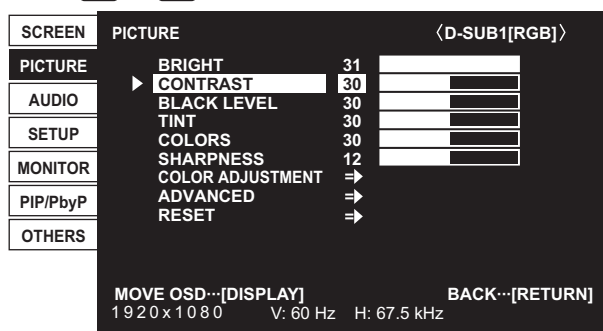 SCREEN
PICTURE
AUDIO
SETUP
MONITOR
PIP/PbyP
OTHERS
PICTURE 〈D-SUB1[RGB]〉
BRIGHT 31
CONTRAST 30
BLACK LEVEL 30
TINT 30
COLORS 30
SHARPNESS 12
COLOR ADJUSTMENT
ADVANCED
RESET
MOVE OSD···[DISPLAY] BACK···[RETURN]
1920x1080 V: 60 Hz H: 67.5 kHz